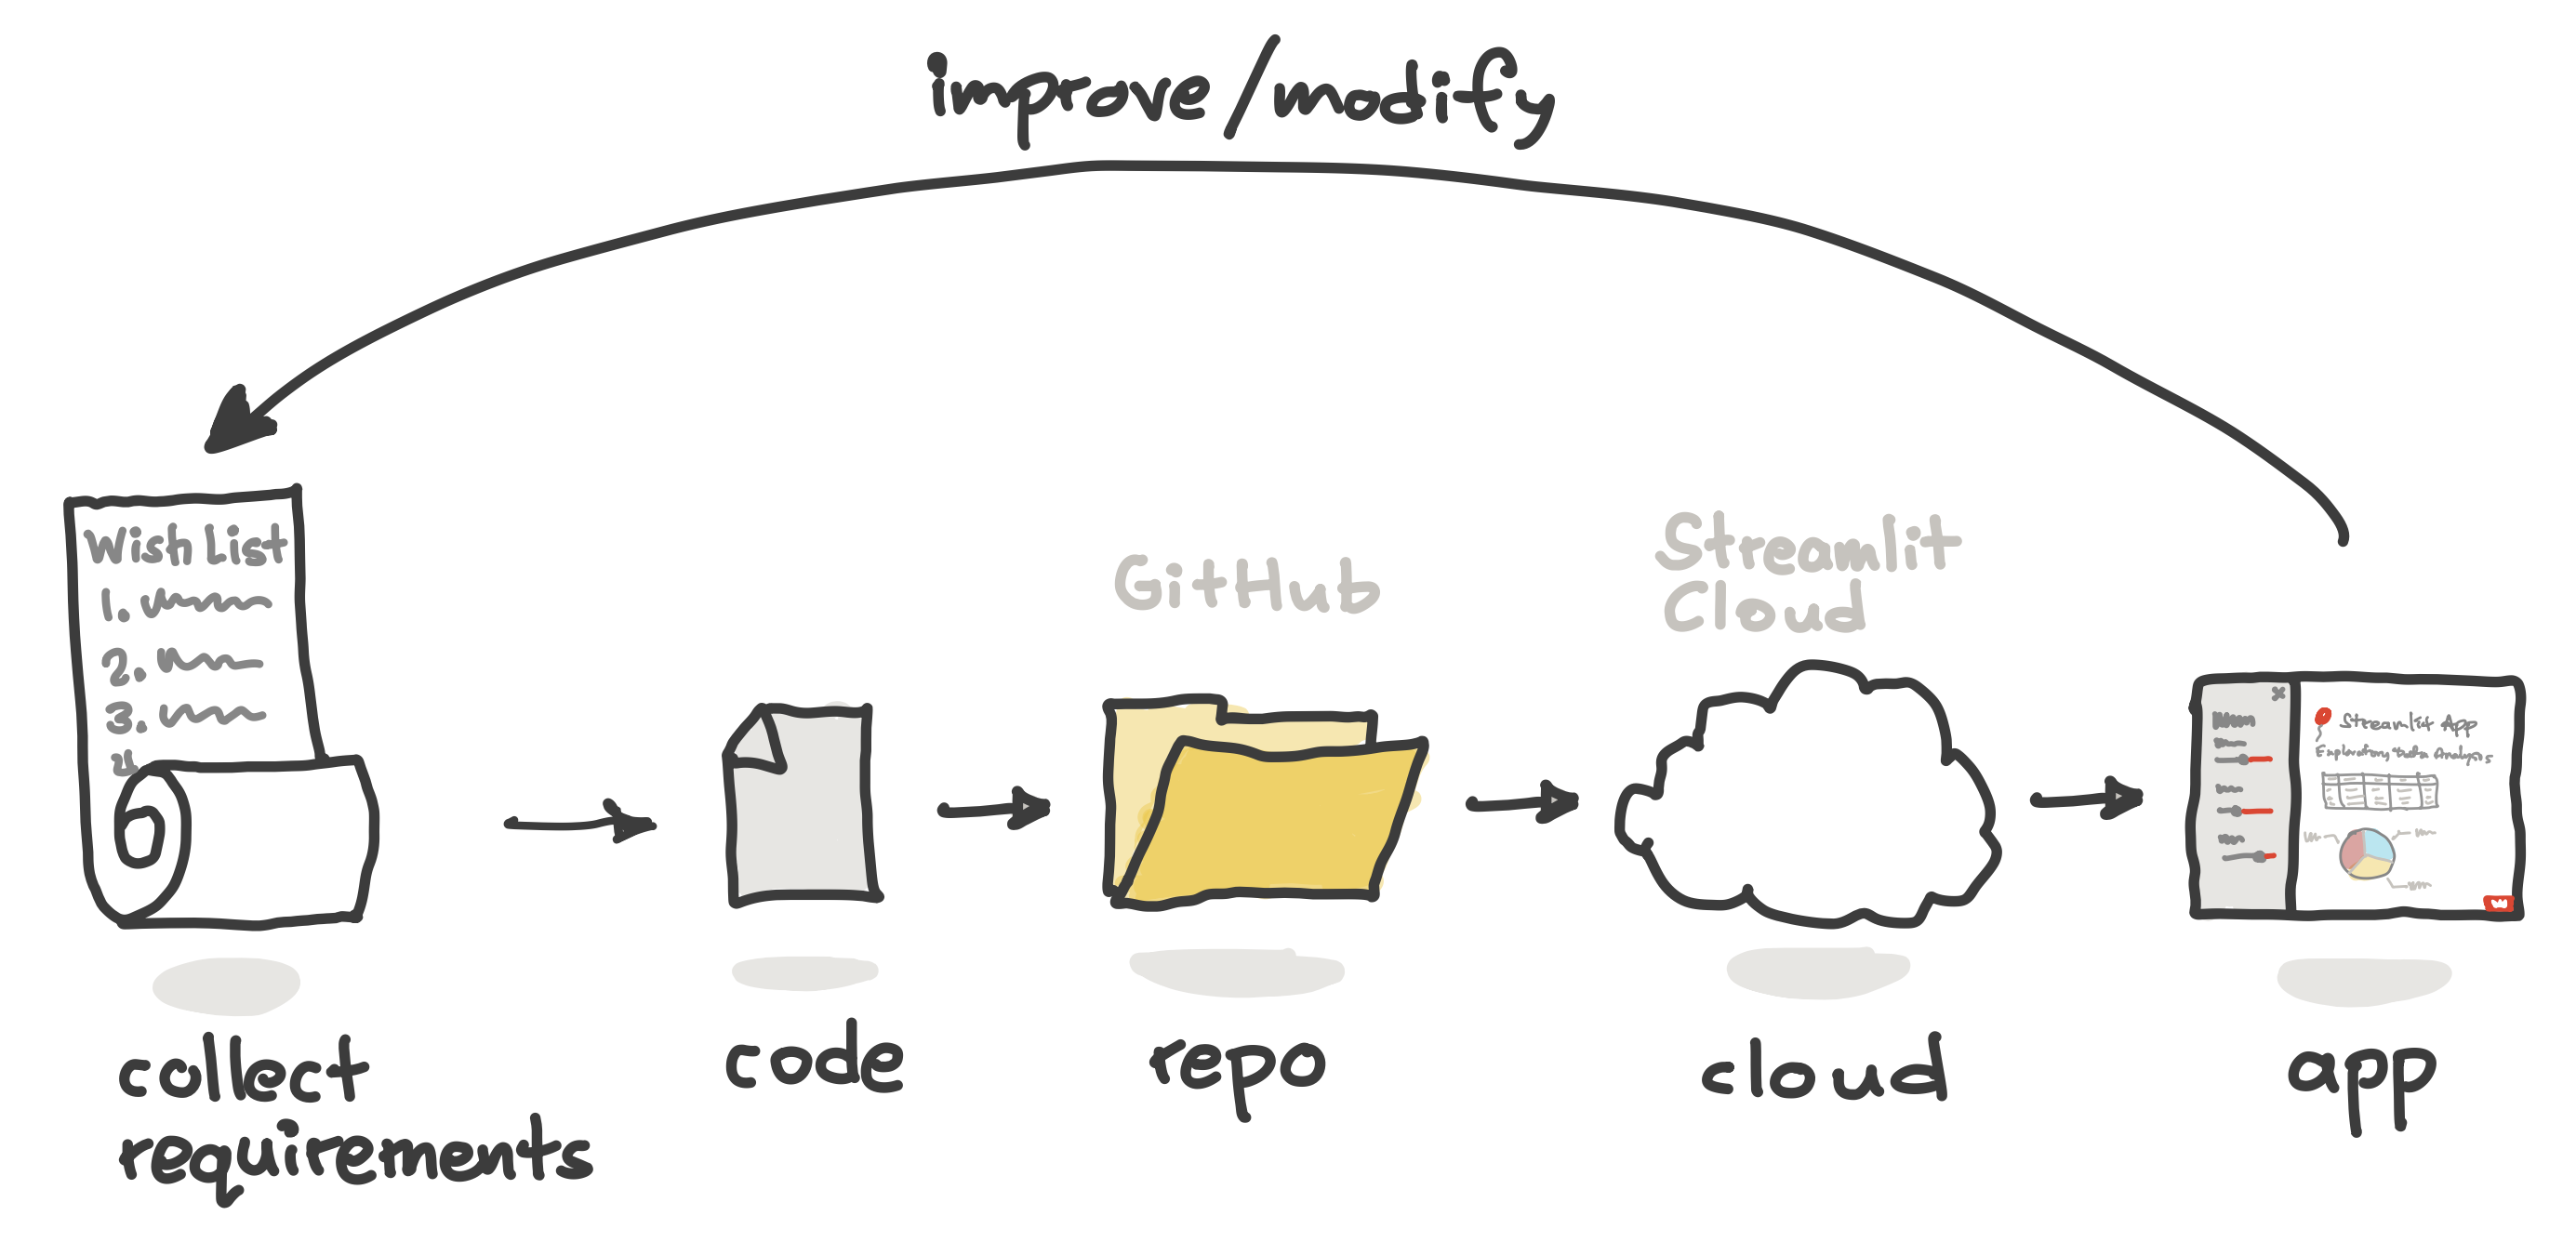 improve/modify
Wish List
1.
2.
3.
4.
GitHub
Streamlit
Cloud
Streamlit App
Exploratory Data Analysis
collect
requirements
code
repo
cloud
app